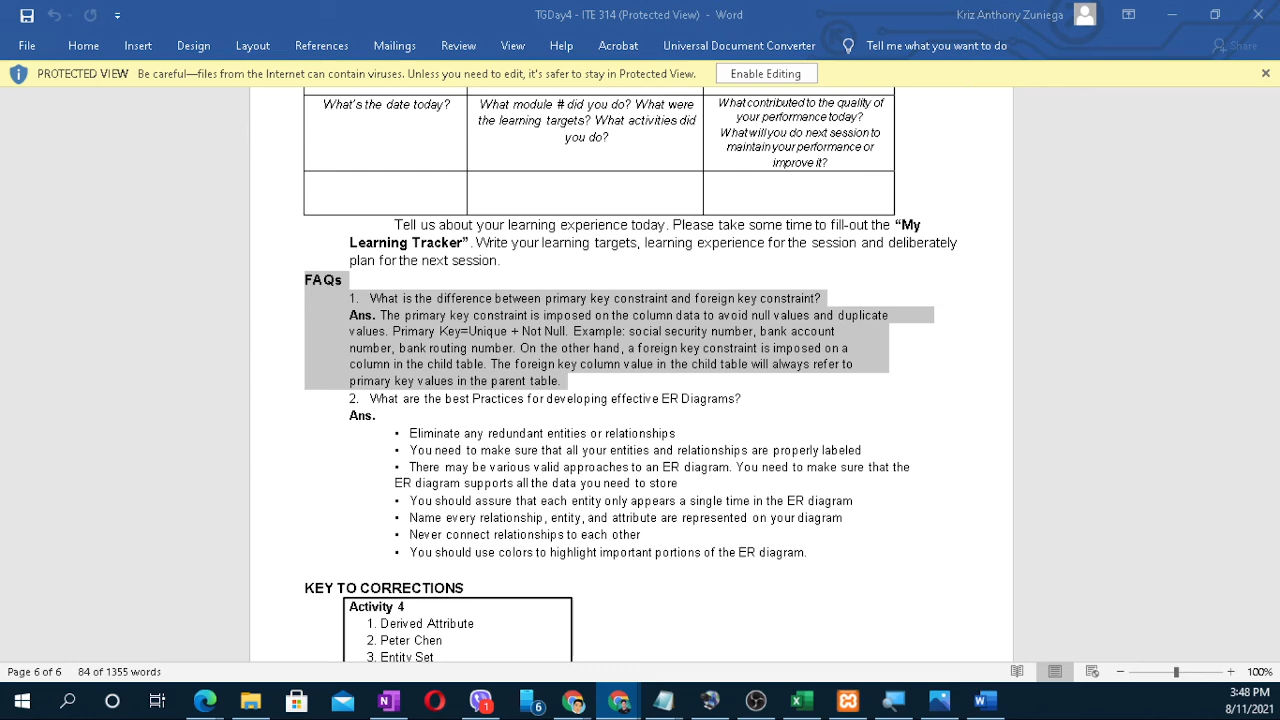 TGDay4 - ITE 314 (Protected View) - Word
Kriz Anthony Zuniega
File Home Insert Design Layout References Mailings Review View Help Acrobat Universal Document Converter Tell me what you want to do Share
PROTECTED VIEW Be careful—files from the Internet can contain viruses. Unless you need to edit, it's safer to stay in Protected View. Enable Editing
What's the date today?
What module # did you do? What were
the learning targets? What activities did
you do?
What contributed to the quality of
your performance today?
What will you do next session to
maintain your performance or
improve it?
Tell us about your learning experience today. Please take some time to fill-out the “My
Learning Tracker”. Write your learning targets, learning experience for the session and deliberately
plan for the next session.
FAQs
1. What is the difference between primary key constraint and foreign key constraint?
Ans. The primary key constraint is imposed on the column data to avoid null values and duplicate
values. Primary Key=Unique + Not Null. Example: social security number, bank account
number, bank routing number. On the other hand, a foreign key constraint is imposed on a
column in the child table. The foreign key column value in the child table will always refer to
primary key values in the parent table.
2. What are the best Practices for developing effective ER Diagrams?
Ans.
• Eliminate any redundant entities or relationships
• You need to make sure that all your entities and relationships are properly labeled
• There may be various valid approaches to an ER diagram. You need to make sure that the
ER diagram supports all the data you need to store
• You should assure that each entity only appears a single time in the ER diagram
• Name every relationship, entity, and attribute are represented on your diagram
• Never connect relationships to each other
• You should use colors to highlight important portions of the ER diagram.
KEY TO CORRECTIONS
Activity 4
1. Derived Attribute
2. Peter Chen
3. Entity Set
Page 6 of 6 84 of 1355 words
100%
1
6
3:48 PM
8/11/2021